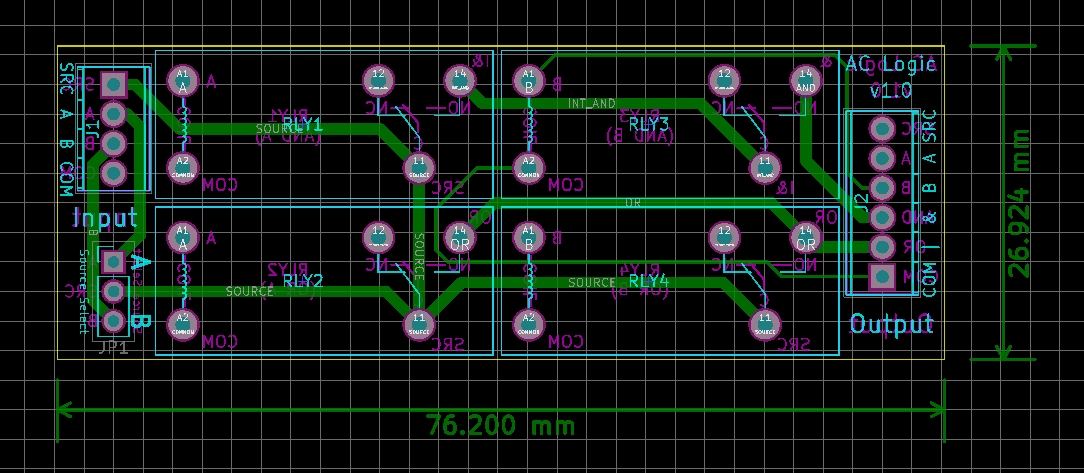 SRC A B COM
J1
Input
A1
A
A
12
14
RLY1
SOURCE
(AND A)
NC
NO
A2
COMMON
COM
11
SOURCE
SRC
A1
B
B
12
14
AND
INT_AND
RLY3
(AND B)
NC
NO
A2
COMMON
COM
11
AC Logic
v1.0
J2
COM | & B A SRC
Output
A
B
Source Select
JP1
A1
A
A
12
14
OR
OR
RLY2
SOURCE
SOURCE
NC
NO
A2
COMMON
COM
11
SOURCE
SRC
A1
B
B
12
14
OR
OR
OR
RLY4
SOURCE
(OR B)
NC
NO
A2
COMMON
COM
11
SOURCE
SRC
26.924 mm
76.200 mm